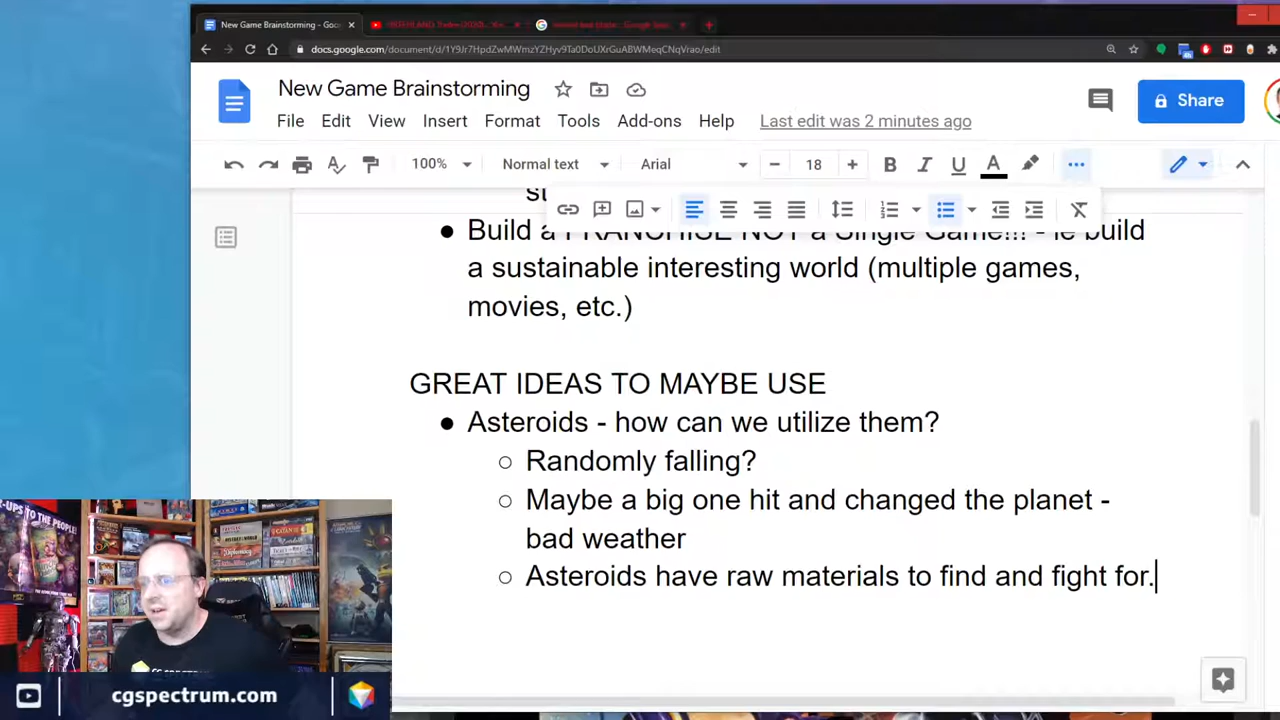 New Game Brainstorming - Goo
docs.google.com/document/d/1Y9Jr7HpdZwMWmzYZHyv9Ta0DoUXrGuABWMeqCNqVrao/edit
New Game Brainstorming
File Edit View Insert Format Tools Add-ons Help Last edit was 2 minutes ago
Share
100% Normal text Arial 18 B I U A
Build a FRANCHISE NOT a Single Game!!! - ie build
a sustainable interesting world (multiple games,
movies, etc.)
GREAT IDEAS TO MAYBE USE
● Asteroids - how can we utilize them?
○ Randomly falling?
○ Maybe a big one hit and changed the planet -
bad weather
○ Asteroids have raw materials to find and fight for.
-UPS TO THE PEOPLE!
cgspectrum.com